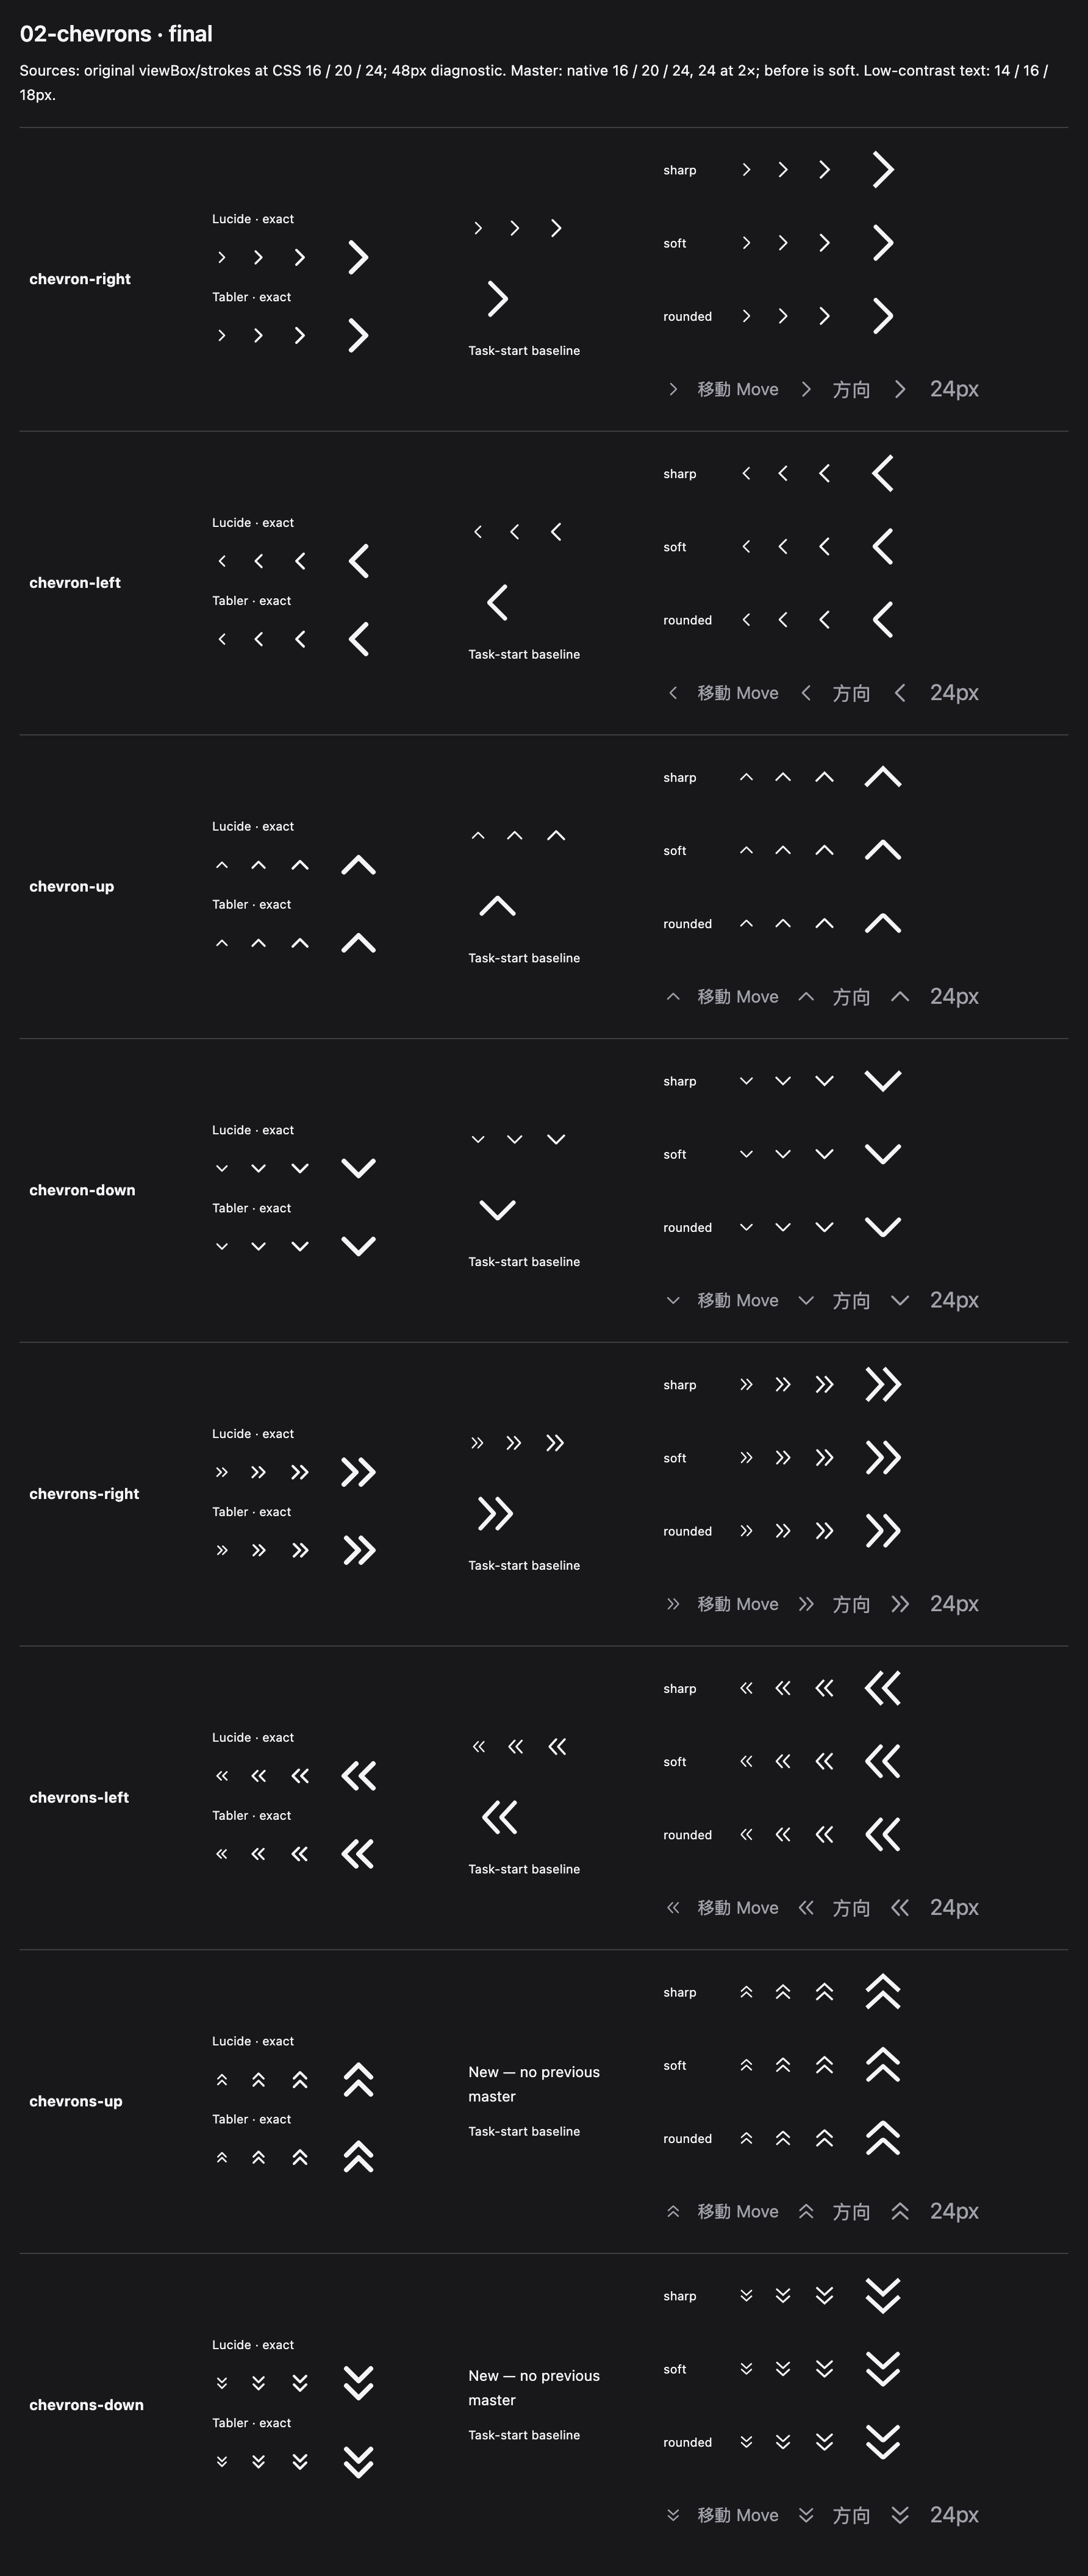 02-chevrons · final
Sources: original viewBox/strokes at CSS 16 / 20 / 24; 48px diagnostic. Master: native 16 / 20 / 24, 24 at 2×; before is soft. Low-contrast text: 14 / 16 /
18px.
chevron-right
Lucide · exact
Tabler · exact
Task-start baseline
sharp
soft
rounded
移動 Move 方向 24px
chevron-left
Lucide · exact
Tabler · exact
Task-start baseline
sharp
soft
rounded
移動 Move 方向 24px
chevron-up
Lucide · exact
Tabler · exact
Task-start baseline
sharp
soft
rounded
移動 Move 方向 24px
chevron-down
Lucide · exact
Tabler · exact
Task-start baseline
sharp
soft
rounded
移動 Move 方向 24px
chevrons-right
Lucide · exact
Tabler · exact
Task-start baseline
sharp
soft
rounded
移動 Move 方向 24px
chevrons-left
Lucide · exact
Tabler · exact
Task-start baseline
sharp
soft
rounded
移動 Move 方向 24px
chevrons-up
Lucide · exact
Tabler · exact
New — no previous
master
Task-start baseline
sharp
soft
rounded
移動 Move 方向 24px
chevrons-down
Lucide · exact
Tabler · exact
New — no previous
master
Task-start baseline
sharp
soft
rounded
移動 Move 方向 24px